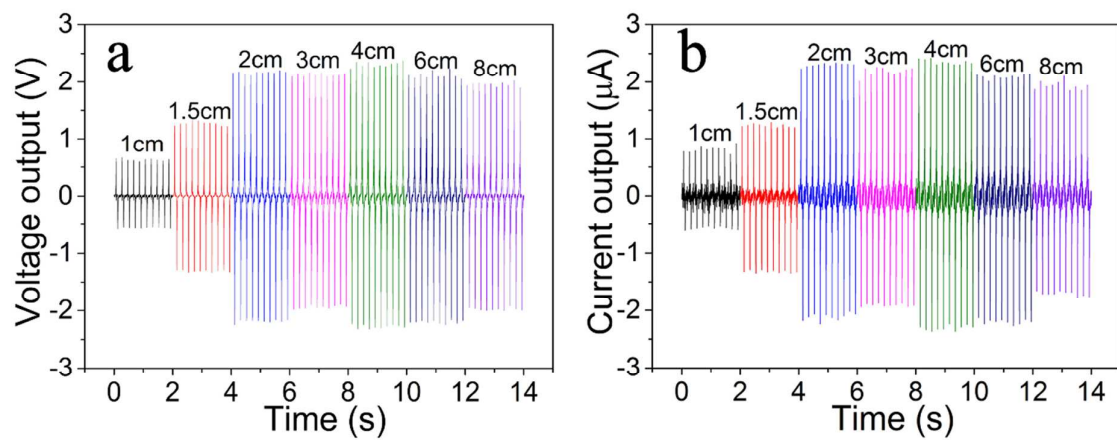 a
Voltage output (V)
3
2
1
0
-1
-2
-3
1cm
1.5cm
2cm
3cm
4cm
6cm
8cm
0 2 4 6 8 10 12 14
Time (s)
b
Current output (μA)
3
2
1
0
-1
-2
-3
1cm
1.5cm
2cm
3cm
4cm
6cm
8cm
0 2 4 6 8 10 12 14
Time (s)